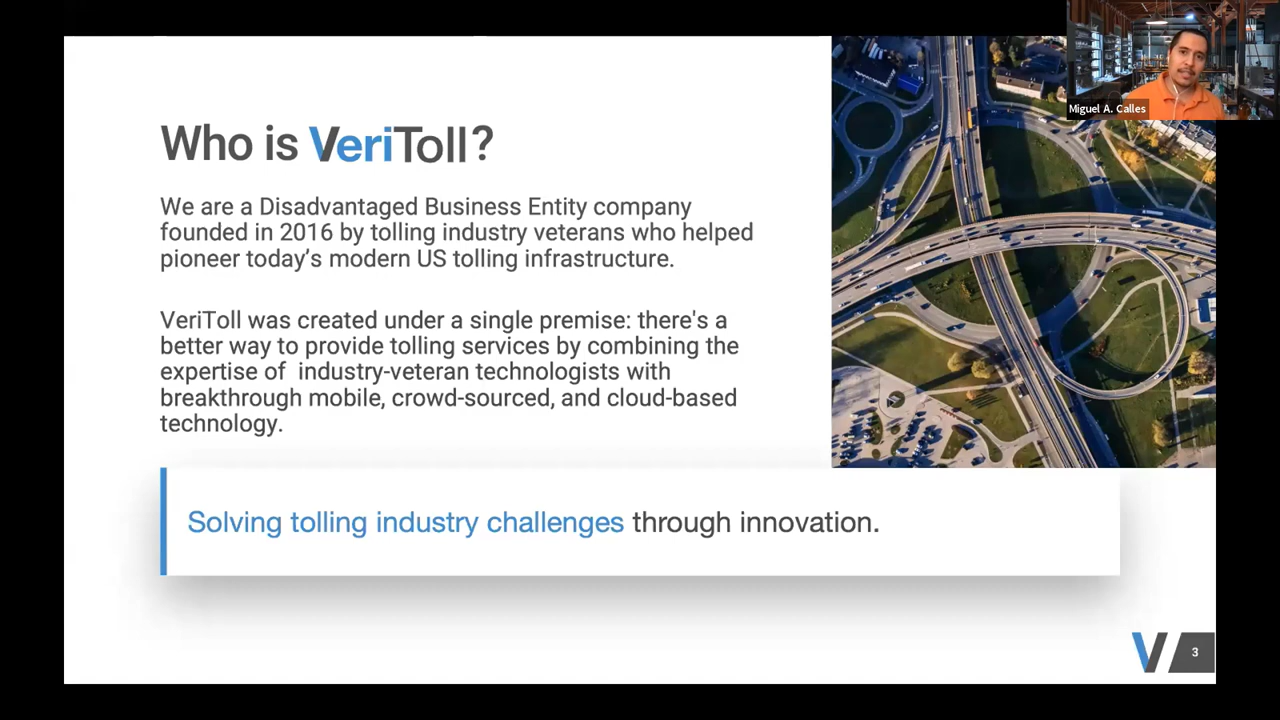 Miguel A. Calles
Who is VeriToll?
We are a Disadvantaged Business Entity company
founded in 2016 by tolling industry veterans who helped
pioneer today’s modern US tolling infrastructure.
VeriToll was created under a single premise: there's a
better way to provide tolling services by combining the
expertise of  industry-veteran technologists with
breakthrough mobile, crowd-sourced, and cloud-based
technology.
Solving tolling industry challenges through innovation.
V
3